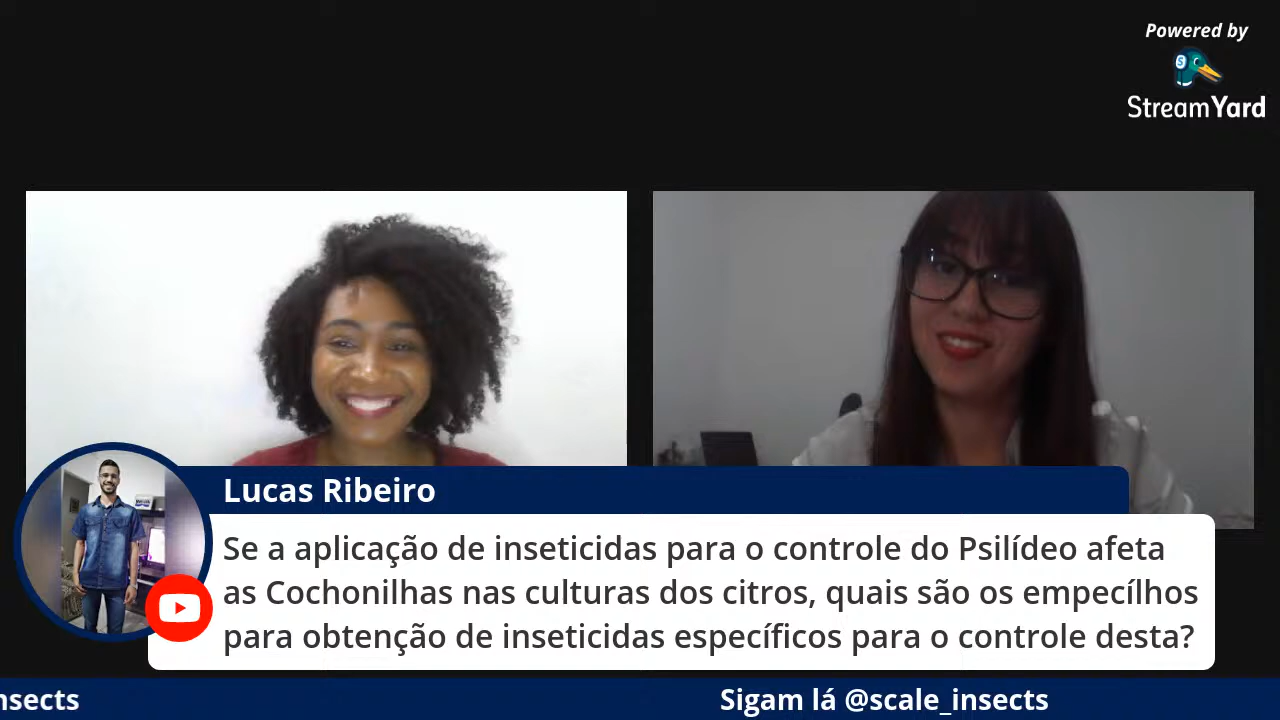 Powered by
StreamYard
Lucas Ribeiro
Se a aplicação de inseticidas para o controle do Psilídeo afeta
as Cochonilhas nas culturas dos citros, quais são os empecílhos
para obtenção de inseticidas específicos para o controle desta?
nsects
Sigam lá @scale_insects